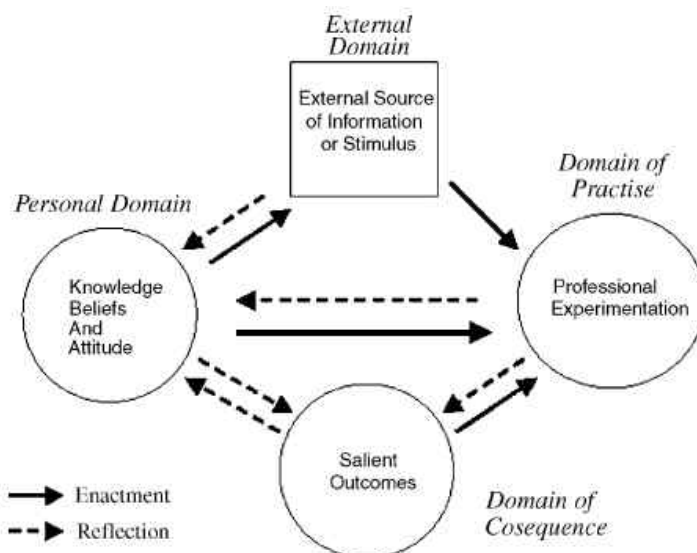 External
Domain
External Source
of Information
or Stimulus
Domain of
Practise
Personal Domain
Knowledge
Beliefs
And
Attitude
Professional
Experimentation
Salient
Outcomes
Enactment
Reflection
Domain of
Cosequence